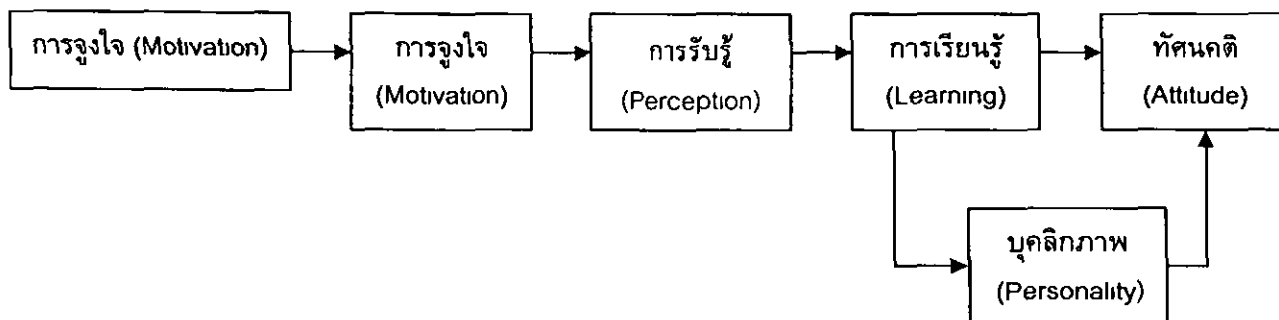 การจูงใจ (Motivation)
การจูงใจ
(Motivation)
การรับรู้
(Perception)
การเรียนรู้
(Learning)
ทัศนคติ
(Attitude)
บุคลิกภาพ
(Personality)